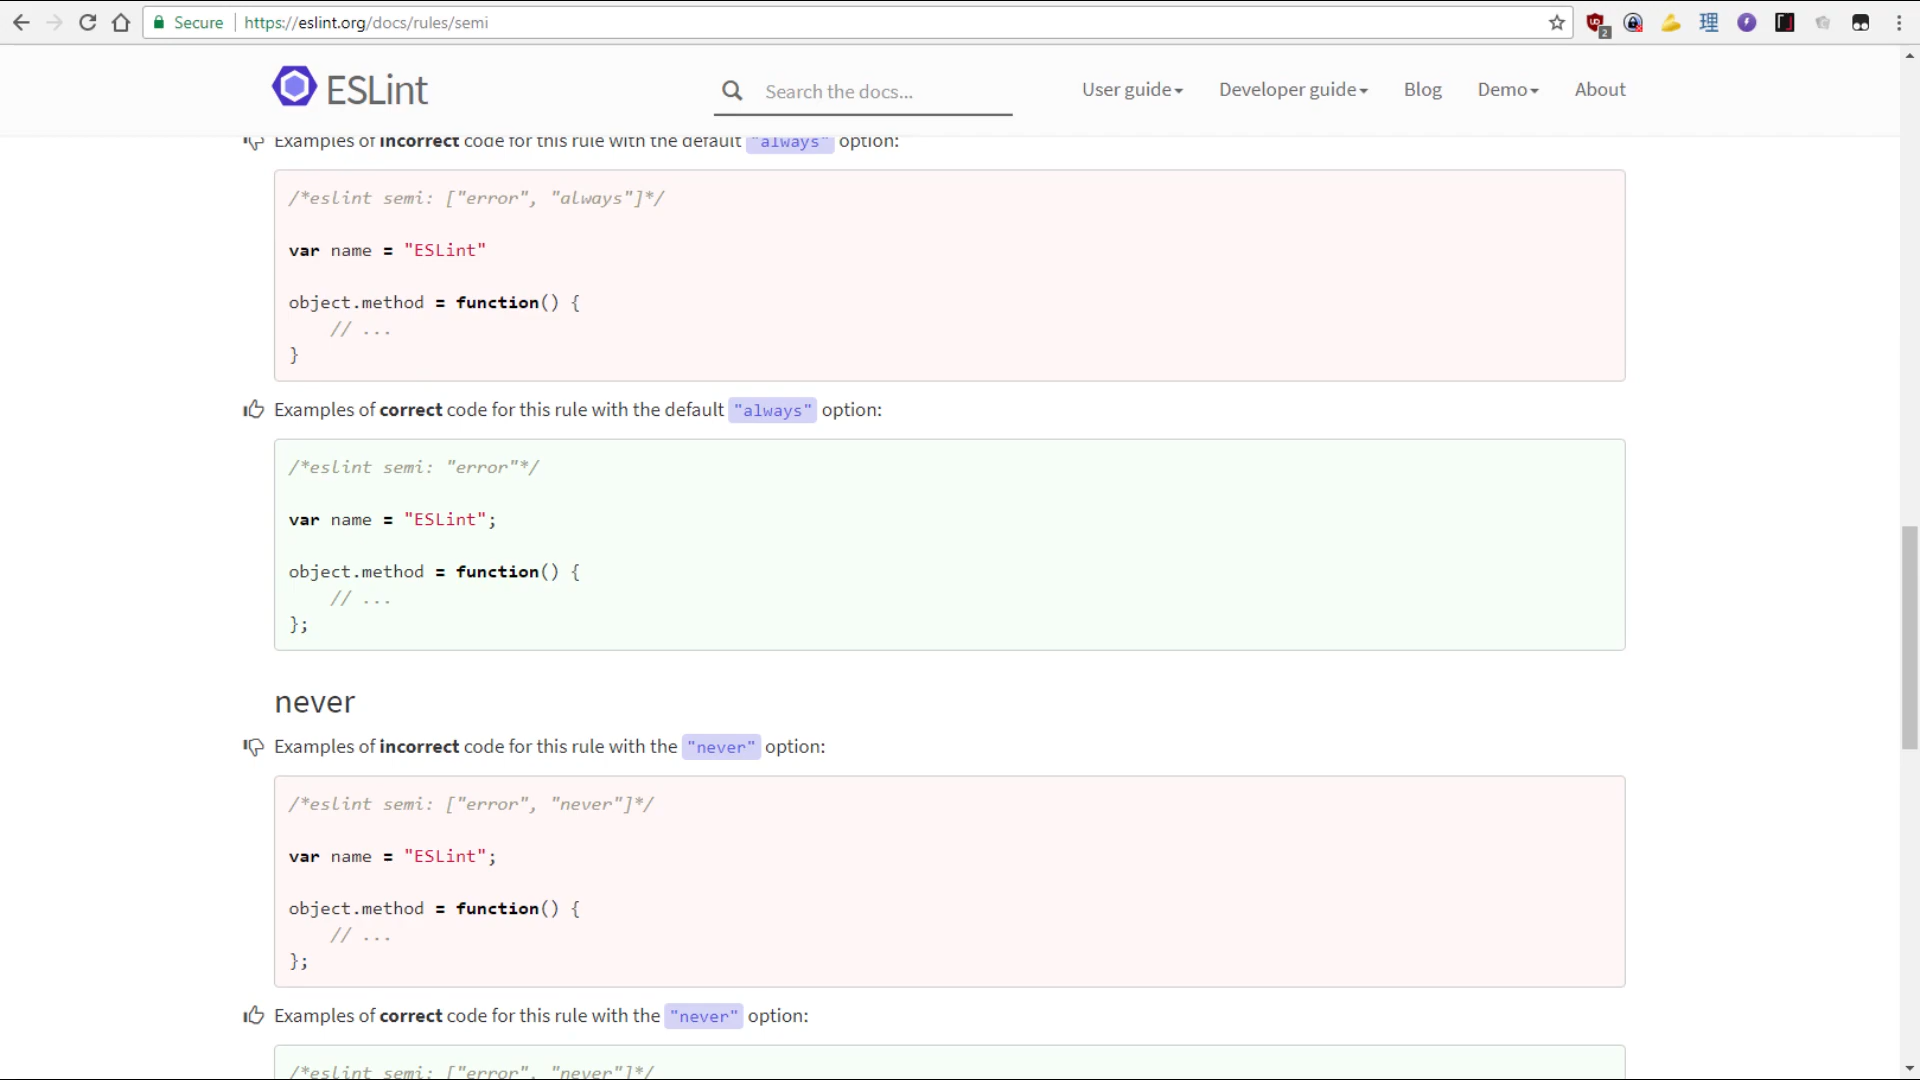 Secure https://eslint.org/docs/rules/semi
2
理
ESLint
Search the docs...
User guide
Developer guide
Blog
Demo
About
Examples of incorrect code for this rule with the default "always" option:
/*eslint semi: ["error", "always"]*/
var name = "ESLint"
object.method = function() {
// ...
}
Examples of correct code for this rule with the default "always" option:
/*eslint semi: "error"*/
var name = "ESLint";
object.method = function() {
// ...
};
never
Examples of incorrect code for this rule with the "never" option:
/*eslint semi: ["error", "never"]*/
var name = "ESLint";
object.method = function() {
// ...
};
Examples of correct code for this rule with the "never" option:
/*eslint semi: ["error", "never"]*/